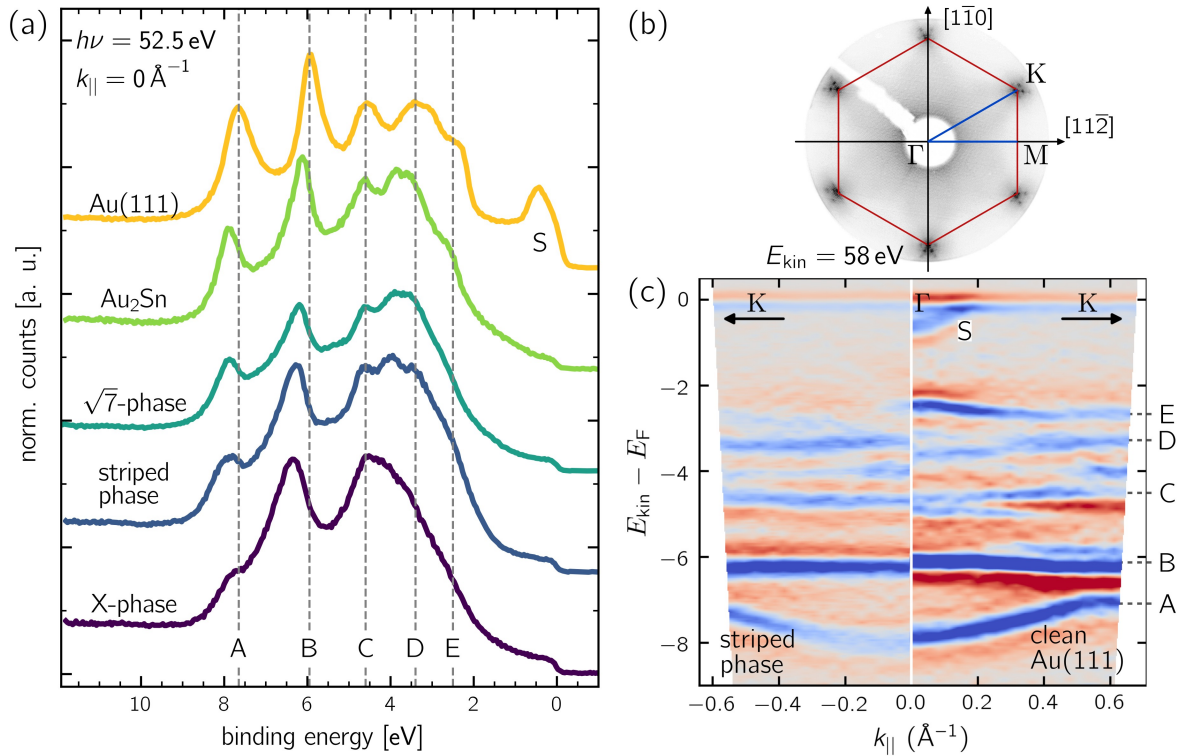 (a)
hν = 52.5 eV
k|| = 0 Å⁻¹
Au(111)
S
Au₂Sn
√7-phase
striped
phase
X-phase
A B C D E
10 8 6 4 2 0
binding energy [eV]
norm. counts [a. u.]
(b)
[11̄0]
K
[112̄]
Γ
M
E_kin = 58 eV
(c)
0
−2
−4
−6
−8
E_kin − E_F
K
Γ
K
S
E
D
C
B
A
striped
phase
clean
Au(111)
−0.6 −0.4 −0.2 0.0 0.2 0.4 0.6
k|| (Å⁻¹)